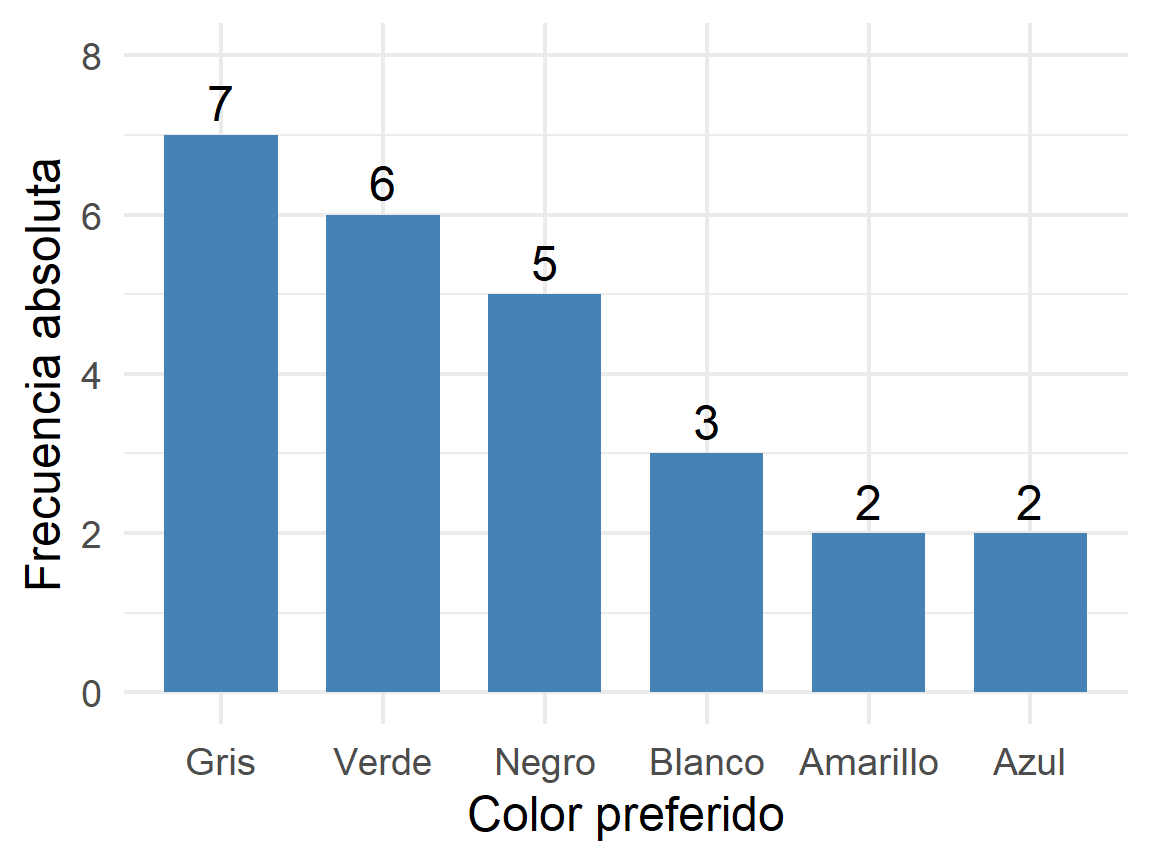 8
6
4
2
0
Frecuencia absoluta
7
6
5
3
2
2
Gris
Verde
Negro
Blanco
Amarillo
Azul
Color preferido